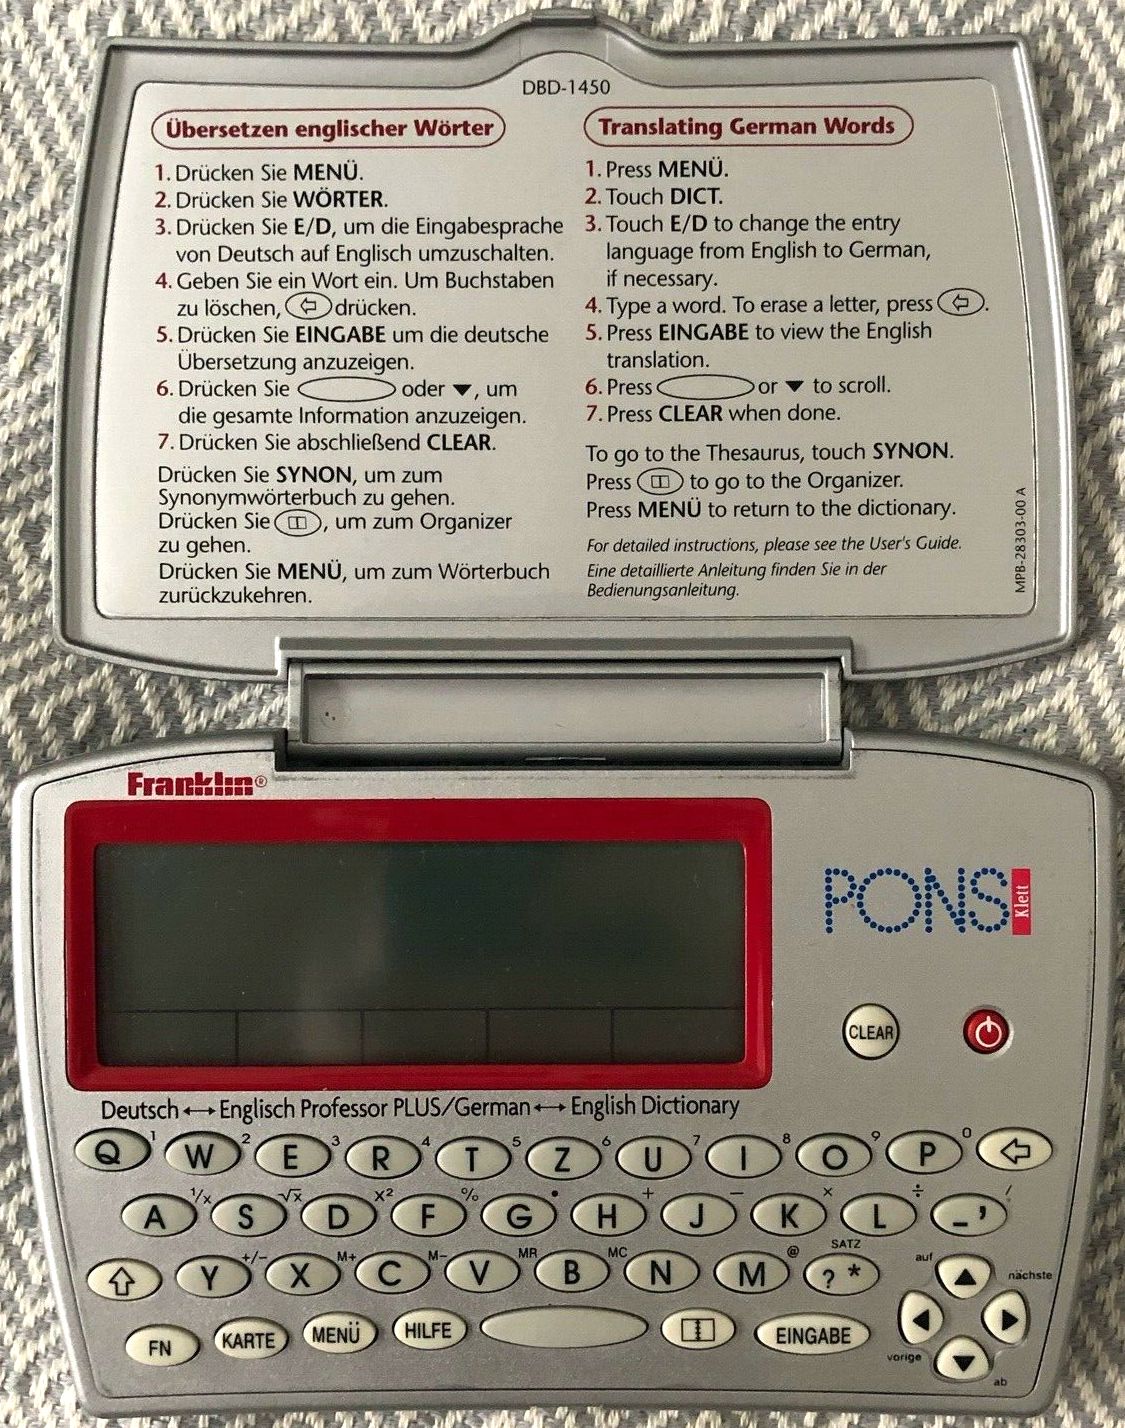 DBD-1450
Übersetzen englischer Wörter
1. Drücken Sie MENÜ.
2. Drücken Sie WÖRTER.
3. Drücken Sie E/D, um die Eingabesprache
von Deutsch auf Englisch umzuschalten.
4. Geben Sie ein Wort ein. Um Buchstaben
zu löschen, drücken.
5. Drücken Sie EINGABE um die deutsche
Übersetzung anzuzeigen.
6. Drücken Sie oder ▼, um
die gesamte Information anzuzeigen.
7. Drücken Sie abschließend CLEAR.
Drücken Sie SYNON, um zum
Synonymwörterbuch zu gehen.
Drücken Sie , um zum Organizer
zu gehen.
Drücken Sie MENÜ, um zum Wörterbuch
zurückzukehren.
Translating German Words
1. Press MENÜ.
2. Touch DICT.
3. Touch E/D to change the entry
language from English to German,
if necessary.
4. Type a word. To erase a letter, press .
5. Press EINGABE to view the English
translation.
6. Press or ▼ to scroll.
7. Press CLEAR when done.
To go to the Thesaurus, touch SYNON.
Press to go to the Organizer.
Press MENÜ to return to the dictionary.
For detailed instructions, please see the User's Guide.
Eine detaillierte Anleitung finden Sie in der
Bedienungsanleitung.
MPB-28303-00 A
Franklin®
PONS
Klett
CLEAR
Deutsch ↔ Englisch Professor PLUS/German ↔ English Dictionary
1 2 3 4 5 6 7 8 9 0
Q W E R T Z U I O P
1/x √x x² % • + − × ÷ /
A S D F G H J K L - '
+/− M+ M− MR MC @ SATZ
Y X C V B N M ? *
auf
nächste
FN KARTE MENÜ HILFE EINGABE
vorige
ab